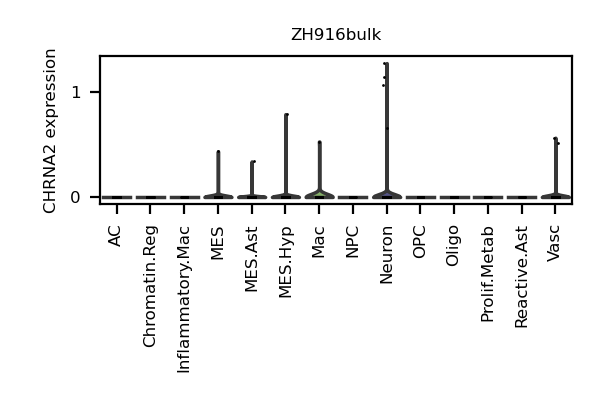 ZH916bulk
CHRNA2 expression
1
0
AC
Chromatin.Reg
Inflammatory.Mac
MES
MES.Ast
MES.Hyp
Mac
NPC
Neuron
OPC
Oligo
Prolif.Metab
Reactive.Ast
Vasc